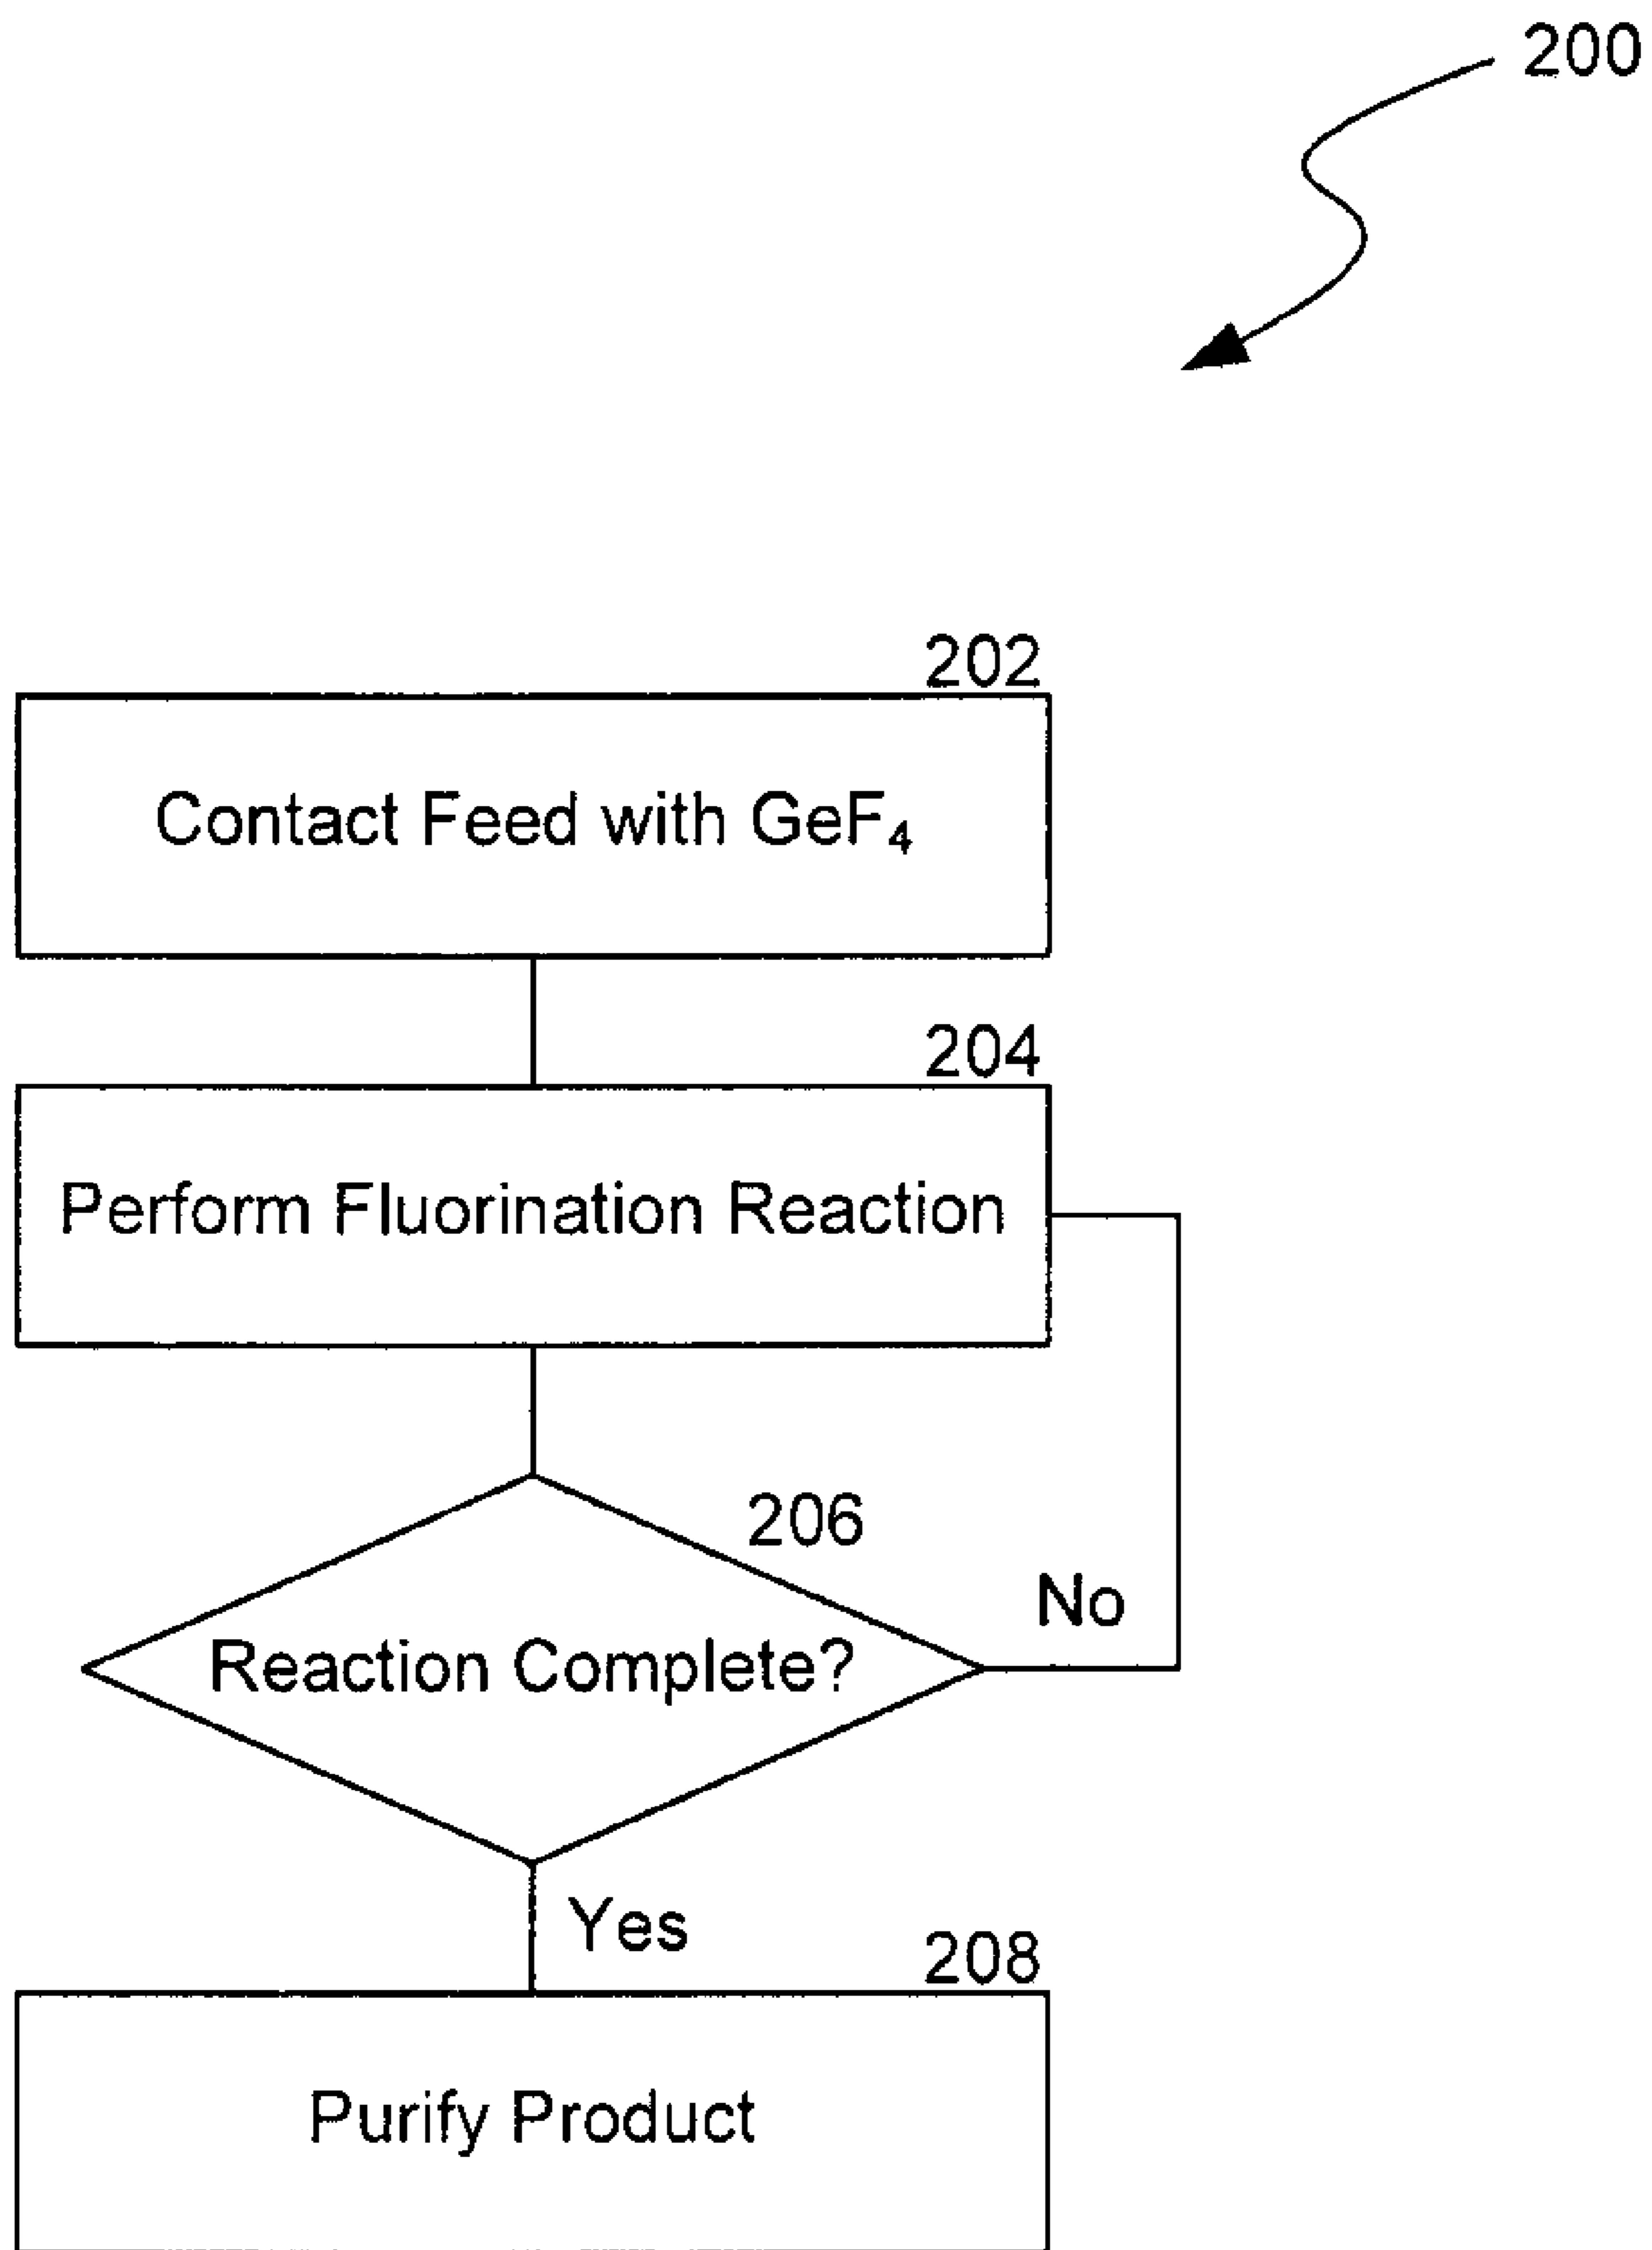 200
202
Contact Feed with GeF₄
204
Perform Fluorination Reaction
206
No
Reaction Complete?
Yes
208
Purify Product